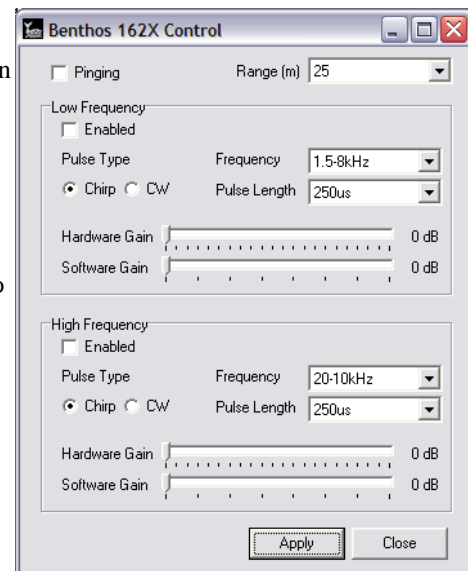 Benthos 162X Control
n
Pinging Range (m) 25
Low Frequency
Enabled
Pulse Type Frequency 1.5-8kHz
Chirp CW Pulse Length 250us
Hardware Gain 0 dB
Software Gain 0 dB
o
High Frequency
Enabled
Pulse Type Frequency 20-10kHz
Chirp CW Pulse Length 250us
Hardware Gain 0 dB
Software Gain 0 dB
Apply Close